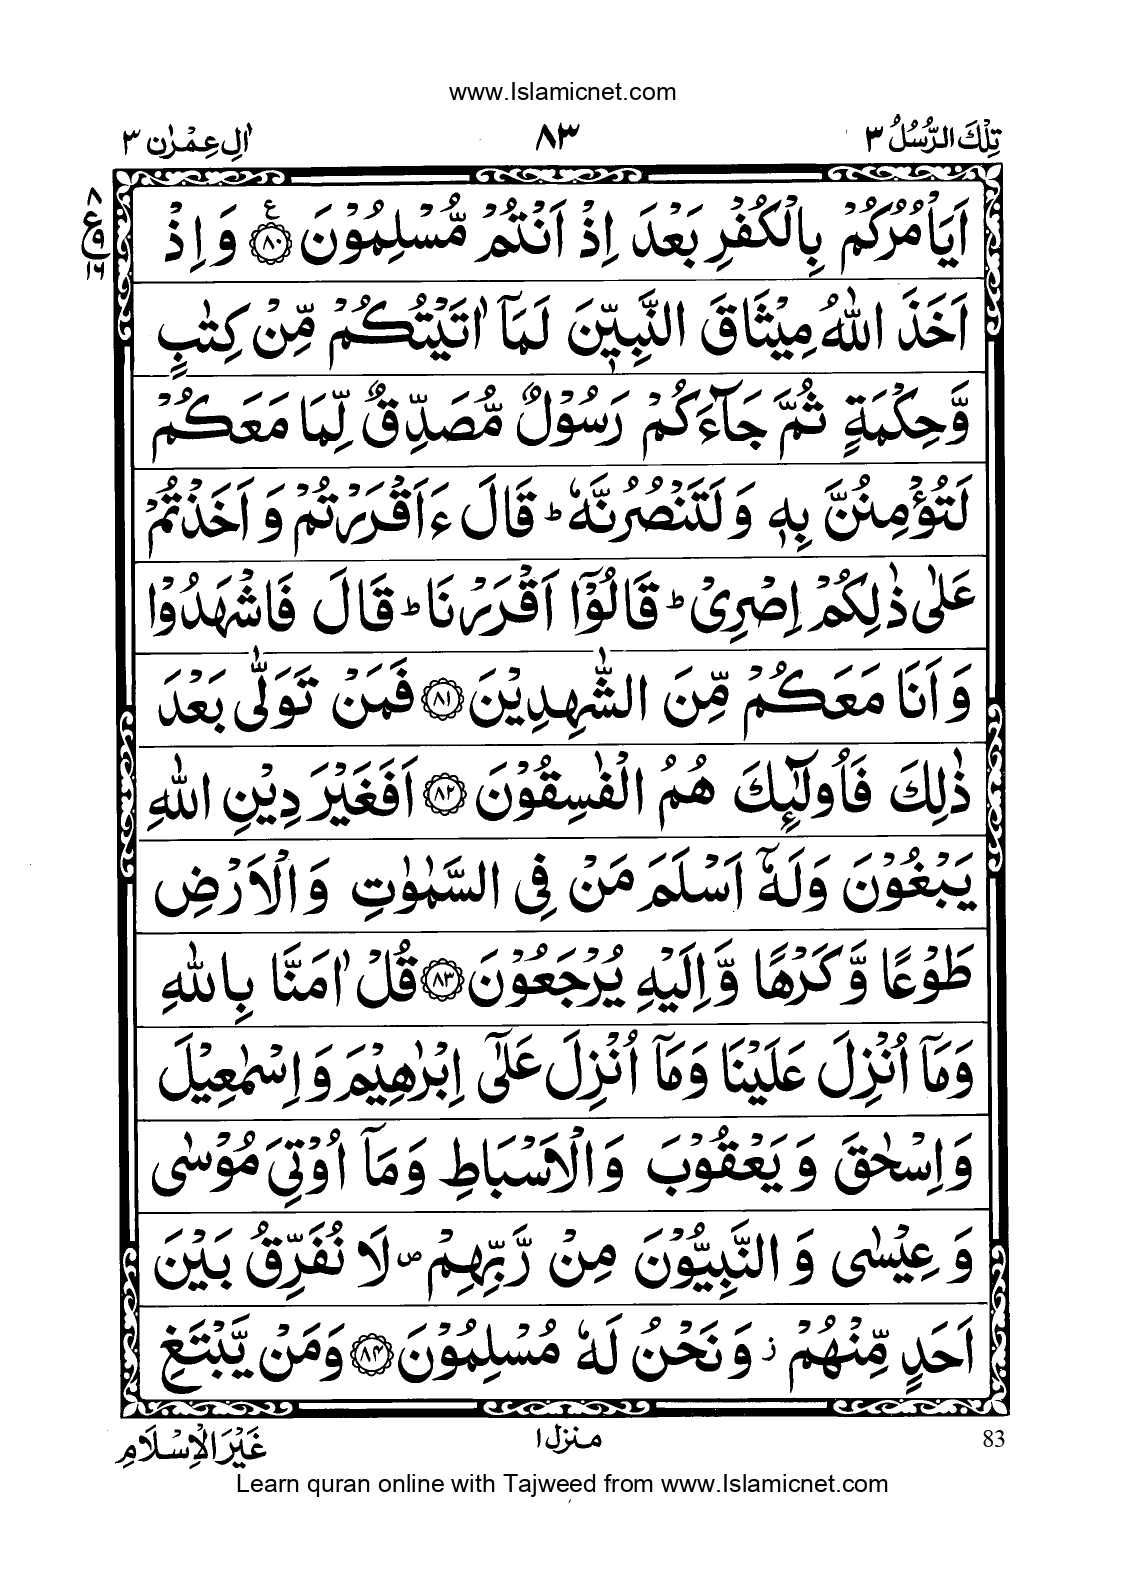 www.Islamicnet.com
تِلْكَ الرُّسُلُ ٣
٨٣
اٰلِ عِمْرٰن ٣
٨
ع
٩
١٦
اَيَاْمُرُكُمْ بِالْكُفْرِ بَعْدَ اِذْ اَنْتُمْ مُّسْلِمُوْنَ ۧ‏﴿٨٠﴾ وَ اِذْ
اَخَذَ اللّٰهُ مِيْثَاقَ النَّبِيّٖنَ لَمَاۤ اٰتَيْتُكُمْ مِّنْ كِتٰبٍ
وَّحِكْمَةٍ ثُمَّ جَآءَكُمْ رَسُوْلٌ مُّصَدِّقٌ لِّمَا مَعَكُمْ
لَتُؤْمِنُنَّ بِهٖ وَ لَتَنْصُرُنَّهٗ ؕ قَالَ ءَاَقْرَرْتُمْ وَ اَخَذْتُمْ
عَلٰى ذٰلِكُمْ اِصْرِىْ ؕ قَالُوْۤا اَقْرَرْنَا ؕ قَالَ فَاشْهَدُوْا
وَ اَنَا مَعَكُمْ مِّنَ الشّٰهِدِيْنَ ﴿٨١﴾ فَمَنْ تَوَلّٰى بَعْدَ
ذٰلِكَ فَاُولٰٓئِكَ هُمُ الْفٰسِقُوْنَ ﴿٨٢﴾ اَفَغَيْرَ دِيْنِ اللّٰهِ
يَبْغُوْنَ وَلَهٗۤ اَسْلَمَ مَنْ فِى السَّمٰوٰتِ وَ الْاَرْضِ
طَوْعًا وَّ كَرْهًا وَّ اِلَيْهِ يُرْجَعُوْنَ ﴿٨٣﴾ قُلْ اٰمَنَّا بِاللّٰهِ
وَمَاۤ اُنْزِلَ عَلَيْنَا وَمَاۤ اُنْزِلَ عَلٰٓى اِبْرٰهِيْمَ وَ اِسْمٰعِيْلَ
وَ اِسْحٰقَ وَ يَعْقُوْبَ وَ الْاَسْبَاطِ وَ مَاۤ اُوْتِىَ مُوْسٰى
وَ عِيْسٰى وَ النَّبِيُّوْنَ مِنْ رَّبِّهِمْ ص لَا نُفَرِّقُ بَيْنَ
اَحَدٍ مِّنْهُمْ ز وَ نَحْنُ لَهٗ مُسْلِمُوْنَ ﴿٨٤﴾ وَمَنْ يَّبْتَغِ
83
منزل ١
غَيْرَ الْاِسْلَامِ
Learn quran online with Tajweed from www.Islamicnet.com